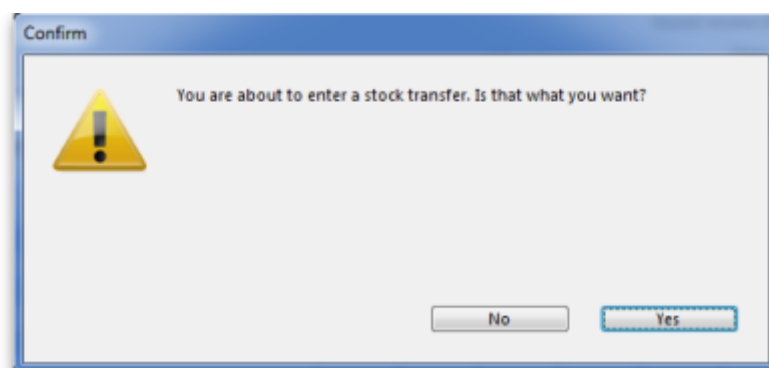 Confirm
You are about to enter a stock transfer. Is that what you want?
No
Yes